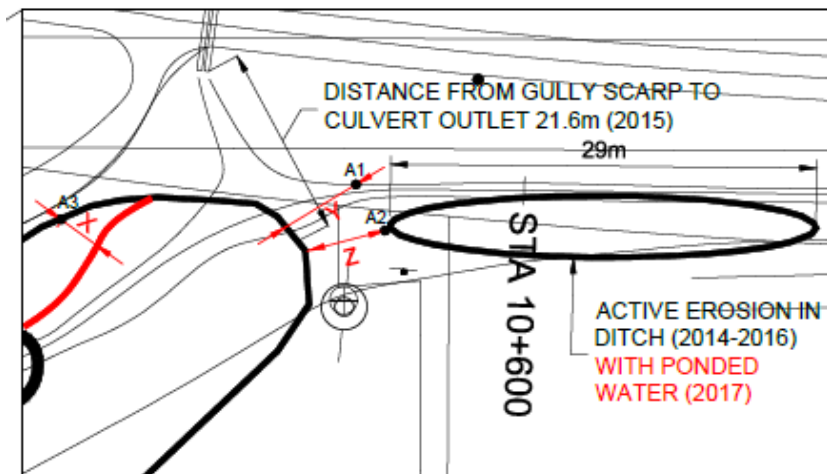 DISTANCE FROM GULLY SCARP TO
CULVERT OUTLET 21.6m (2015)
29m
A1
A3
X
Y
A2
Z
STA 10+600
ACTIVE EROSION IN
DITCH (2014-2016)
WITH PONDED
WATER (2017)